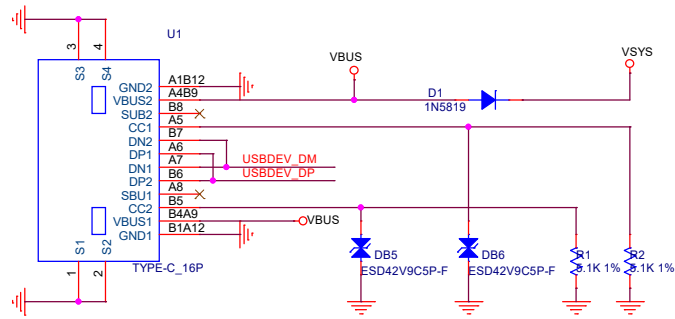 U1
3
4
S3
S4
VBUS
VSYS
D1
1N5819
GND2 A1B12
VBUS2 A4B9
SUB2 B8
CC1 A5
DN2 B7
DP1 A6
DN1 A7 USBDEV_DM
DP2 B6 USBDEV_DP
SBU1 A8
CC2 B5
VBUS1 B4A9 VBUS
GND1 B1A12
S1
S2
1
2
TYPE-C_16P
DB5
ESD42V9C5P-F
DB6
ESD42V9C5P-F
R1
5.1K 1%
R2
5.1K 1%